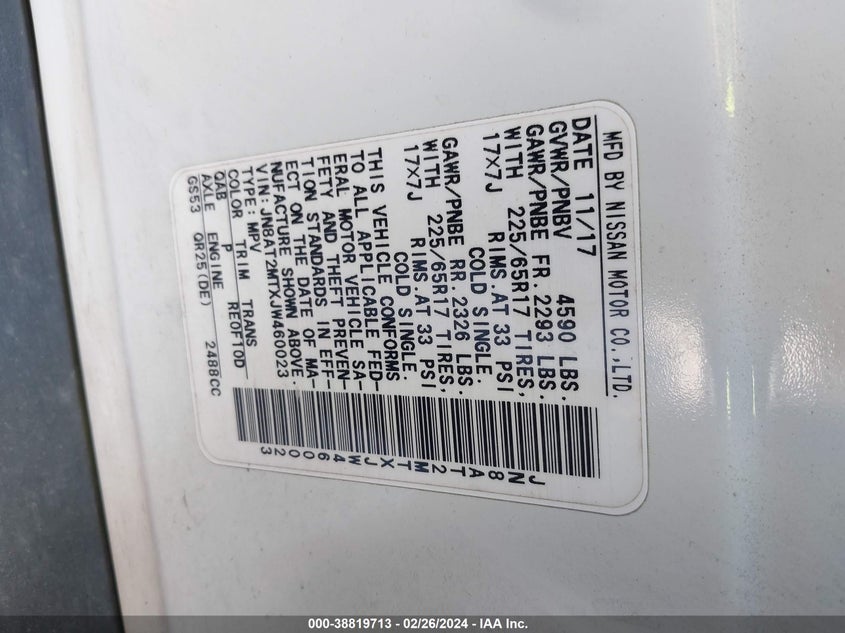 MFD BY NISSAN MOTOR CO.,LTD.
DATE 11/17
GVWR/PNBV 4590 LBS.
GAWR/PNBE FR. 2293 LBS.
WITH 225/65R17 TIRES,
17X7J RIMS.AT 33 PSI
COLD SINGLE.
GAWR/PNBE RR. 2326 LBS.
WITH 225/65R17 TIRES,
17X7J RIMS.AT 33 PSI
COLD SINGLE.
THIS VEHICLE CONFORMS
TO ALL APPLICABLE FED-
ERAL MOTOR VEHICLE SA-
FETY AND THEFT PREVEN-
TION STANDARDS IN EFF-
ECT ON THE DATE OF MA-
NUFACTURE SHOWN ABOVE.
VIN: JN8AT2MTXJW460023
TYPE: MPV
COLOR TRIM TRANS
QAB P RE0F10D
AXLE ENGINE
GS53 QR25(DE) 2488CC
JN8AT2MTXJW460023
000-38819713 - 02/26/2024 - IAA Inc.